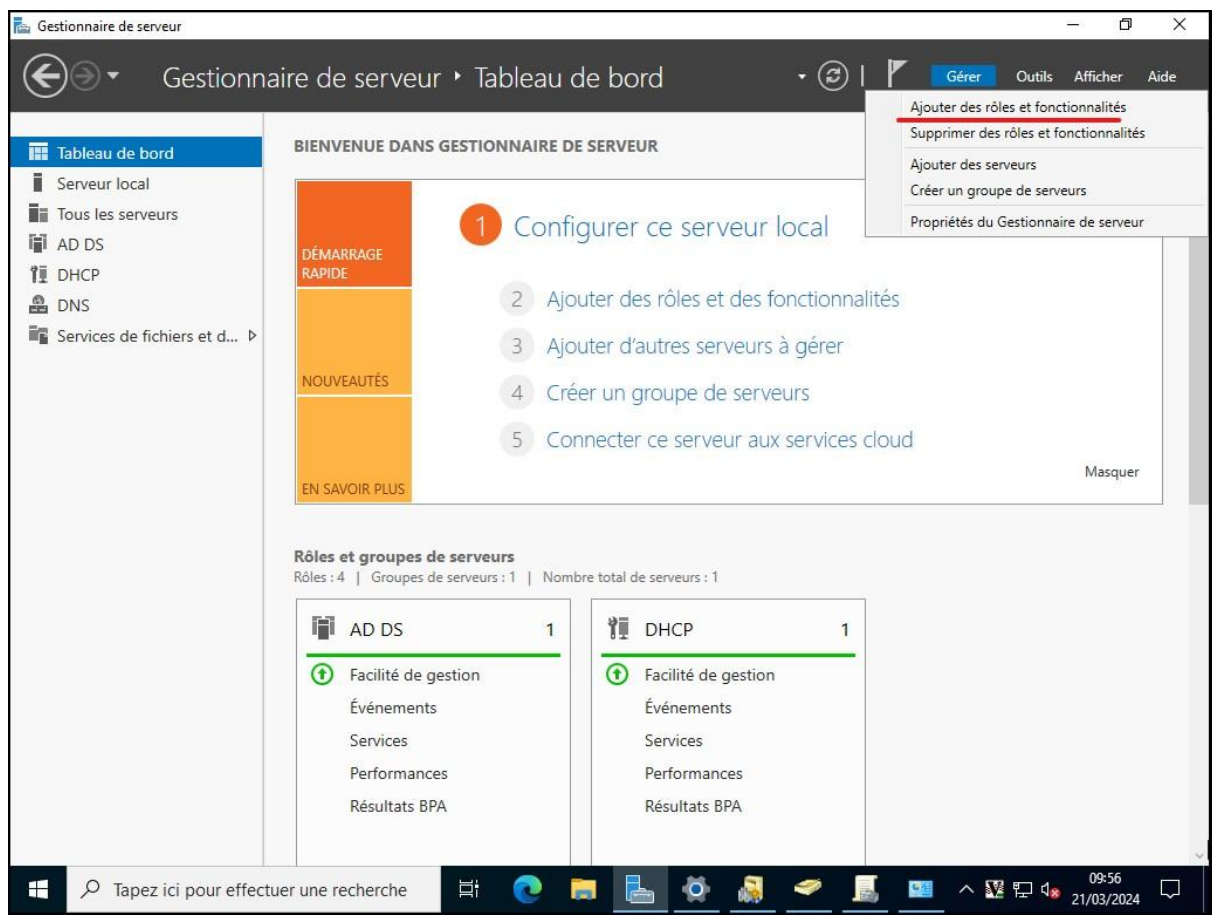 Gestionnaire de serveur
Gestionnaire de serveur • Tableau de bord
Gérer Outils Afficher Aide
Ajouter des rôles et fonctionnalités
Supprimer des rôles et fonctionnalités
Ajouter des serveurs
Créer un groupe de serveurs
Propriétés du Gestionnaire de serveur
Tableau de bord
Serveur local
Tous les serveurs
AD DS
DHCP
DNS
Services de fichiers et d...
BIENVENUE DANS GESTIONNAIRE DE SERVEUR
DÉMARRAGE
RAPIDE
NOUVEAUTÉS
EN SAVOIR PLUS
1 Configurer ce serveur local
2 Ajouter des rôles et des fonctionnalités
3 Ajouter d’autres serveurs à gérer
4 Créer un groupe de serveurs
5 Connecter ce serveur aux services cloud
Masquer
Rôles et groupes de serveurs
Rôles : 4 | Groupes de serveurs : 1 | Nombre total de serveurs : 1
AD DS 1
Facilité de gestion
Événements
Services
Performances
Résultats BPA
DHCP 1
Facilité de gestion
Événements
Services
Performances
Résultats BPA
Tapez ici pour effectuer une recherche
09:56
21/03/2024